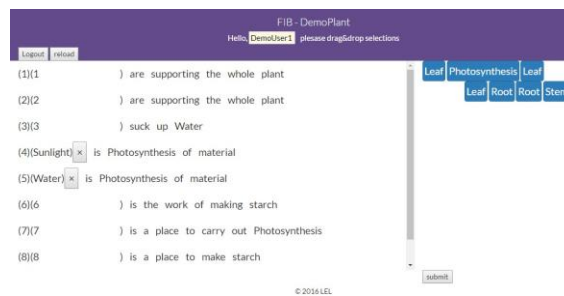 FIB - DemoPlant
Hello, DemoUser1 plesase drag&drop selections
Logout reload
(1)(1 ) are supporting the whole plant
(2)(2 ) are supporting the whole plant
(3)(3 ) suck up Water
(4)(Sunlight) × is Photosynthesis of material
(5)(Water) × is Photosynthesis of material
(6)(6 ) is the work of making starch
(7)(7 ) is a place to carry out Photosynthesis
(8)(8 ) is a place to make starch
Leaf Photosynthesis Leaf
Leaf Root Root Stem
submit
© 2016 LEL